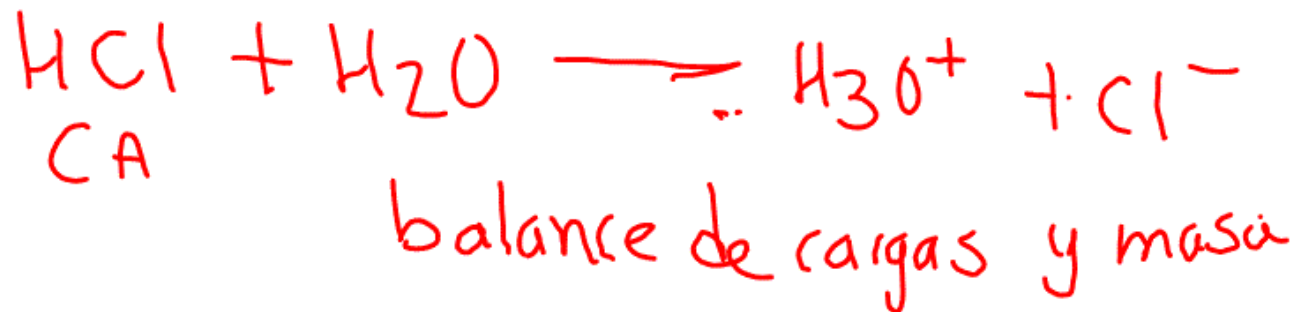 HCl + H2O → H3O+ + Cl−
CA
balance de cargas y masa